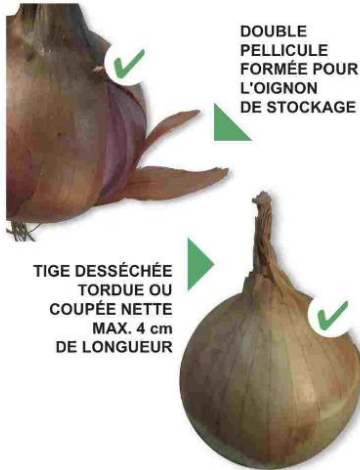 DOUBLE
PELLICULE
FORMÉE POUR
L'OIGNON
DE STOCKAGE
TIGE DESSÉCHÉE
TORDUE OU
COUPÉE NETTE
MAX. 4 cm
DE LONGUEUR